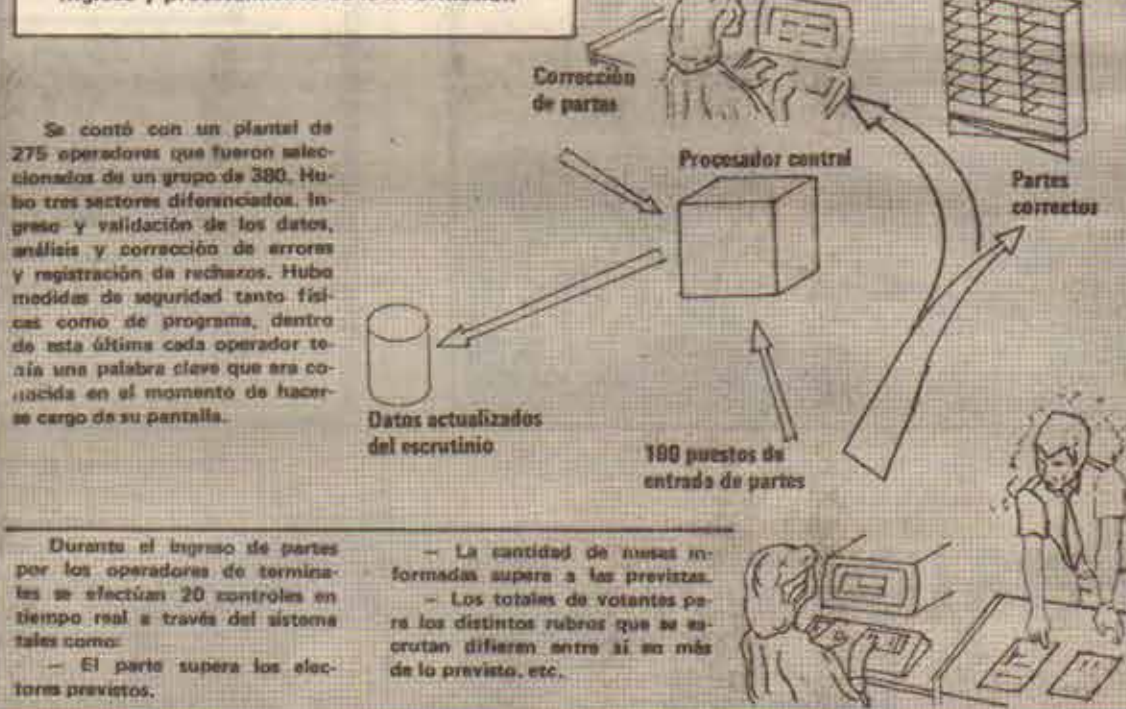 Ingreso y procesamiento de la información
Corrección
de partes
Se contó con un plantel de
275 operadores que fueron selec-
cionados de un grupo de 380. Hu-
bo tres sectores diferenciados. In-
greso y validación de los datos,
análisis y corrección de errores
y registración de rechazos. Hubo
medidas de seguridad tanto físi-
cas como de programa, dentro
de esta última cada operador te-
nía una palabra clave que era co-
nocida en el momento de hacer-
se cargo de su pantalla.
Procesador central
Partes
correctos
Datos actualizados
del escrutinio
180 puestos de
entrada de partes
Durante el ingreso de partes
por los operadores de termina-
les se efectúan 20 controles en
tiempo real a través del sistema
tales como:
— El parte supera los elec-
tores previstos.
— La cantidad de mesas in-
formadas supera a las previstas.
— Los totales de votantes pa-
ra los distintos rubros que se es-
crutan difieren entre sí en más
de lo previsto, etc.